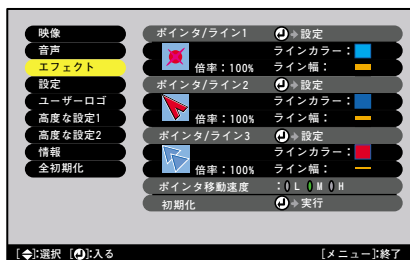 映像
音声
エフェクト
設定
ユーザーロゴ
高度な設定1
高度な設定2
情報
全初期化
ポインタ/ライン1 設定
ラインカラー：
倍率：100% ライン幅：
ポインタ/ライン2 設定
ラインカラー：
倍率：100% ライン幅：
ポインタ/ライン3 設定
ラインカラー：
倍率：100% ライン幅：
ポインタ移動速度 ： L M H
初期化 実行
[ ]:選択 [ ]:入る [メニュー]:終了